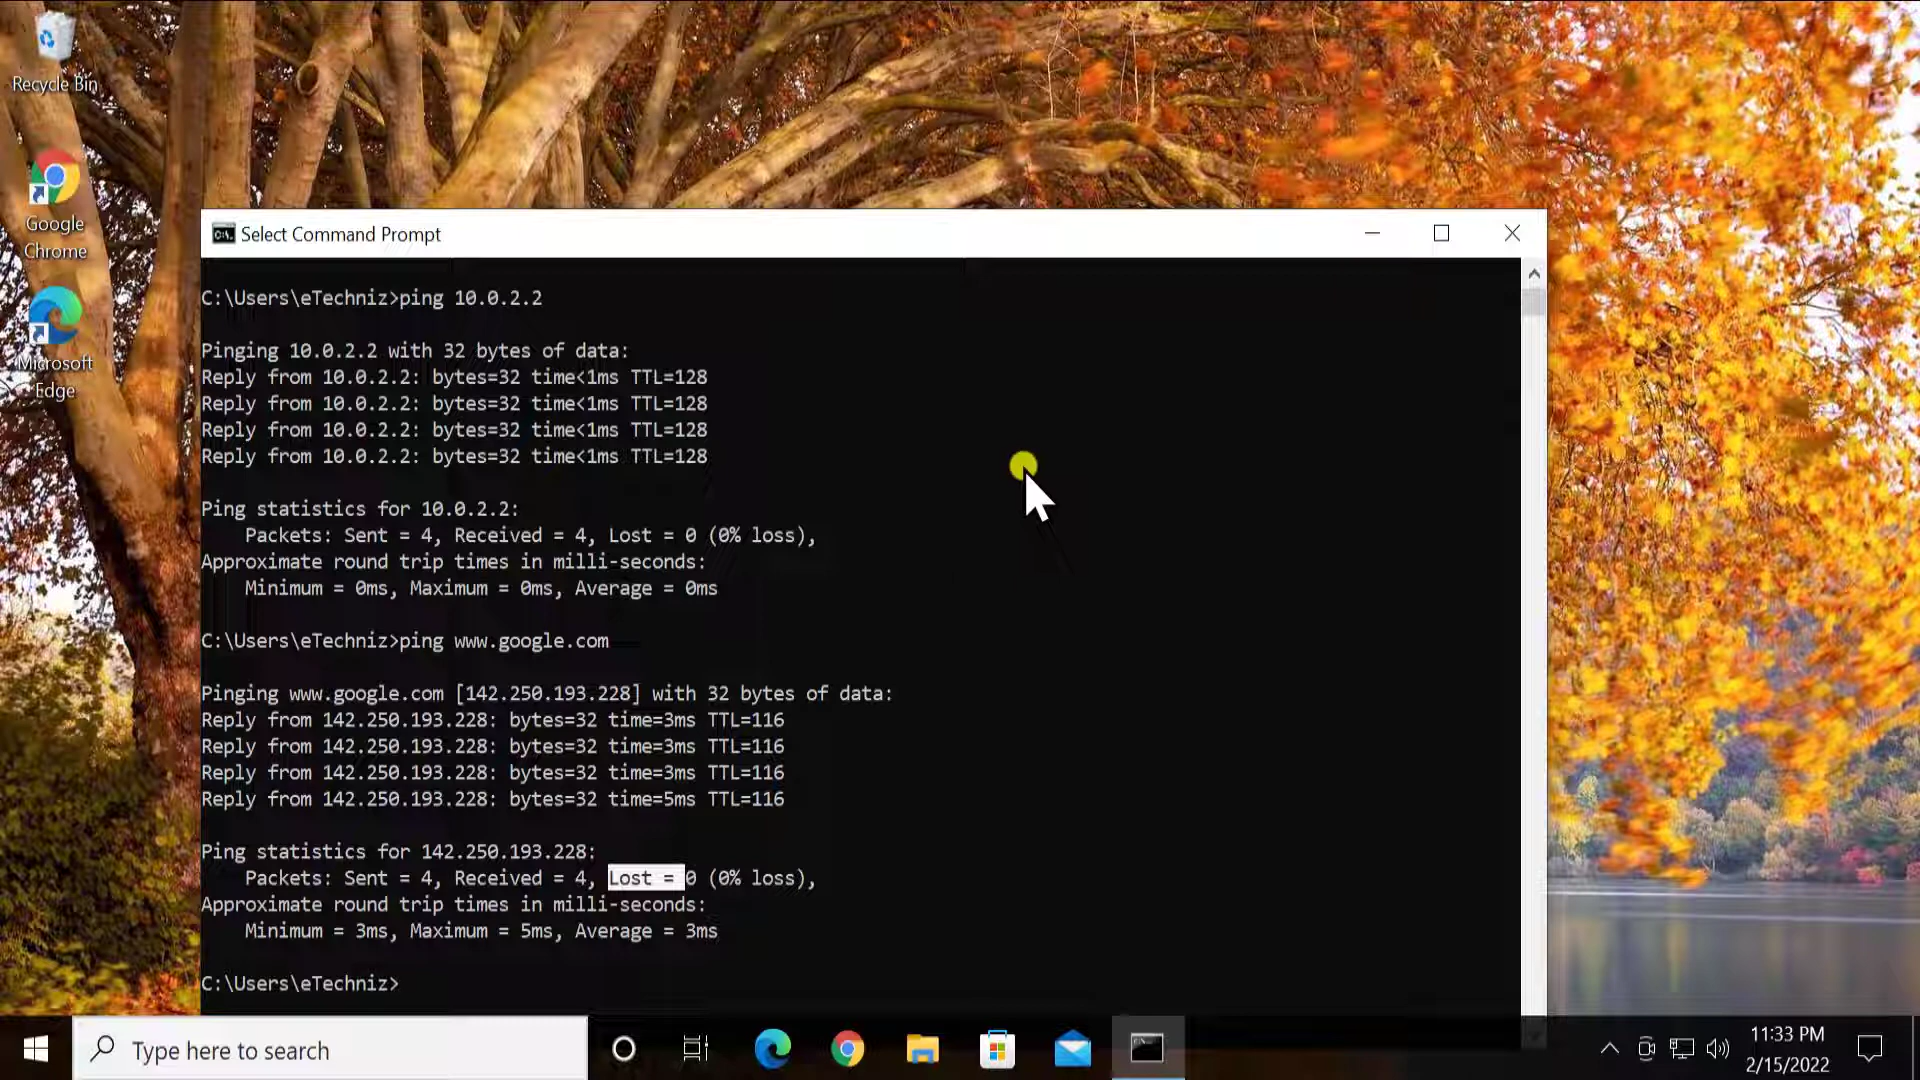 Recycle Bin
Google
Chrome
Microsoft
Edge
C:\. Select Command Prompt
C:\Users\eTechniz>ping 10.0.2.2
Pinging 10.0.2.2 with 32 bytes of data:
Reply from 10.0.2.2: bytes=32 time<1ms TTL=128
Reply from 10.0.2.2: bytes=32 time<1ms TTL=128
Reply from 10.0.2.2: bytes=32 time<1ms TTL=128
Reply from 10.0.2.2: bytes=32 time<1ms TTL=128
Ping statistics for 10.0.2.2:
Packets: Sent = 4, Received = 4, Lost = 0 (0% loss),
Approximate round trip times in milli-seconds:
Minimum = 0ms, Maximum = 0ms, Average = 0ms
C:\Users\eTechniz>ping www.google.com
Pinging www.google.com [142.250.193.228] with 32 bytes of data:
Reply from 142.250.193.228: bytes=32 time=3ms TTL=116
Reply from 142.250.193.228: bytes=32 time=3ms TTL=116
Reply from 142.250.193.228: bytes=32 time=3ms TTL=116
Reply from 142.250.193.228: bytes=32 time=5ms TTL=116
Ping statistics for 142.250.193.228:
Packets: Sent = 4, Received = 4, Lost = 0 (0% loss),
Approximate round trip times in milli-seconds:
Minimum = 3ms, Maximum = 5ms, Average = 3ms
C:\Users\eTechniz>
Type here to search
11:33 PM
2/15/2022